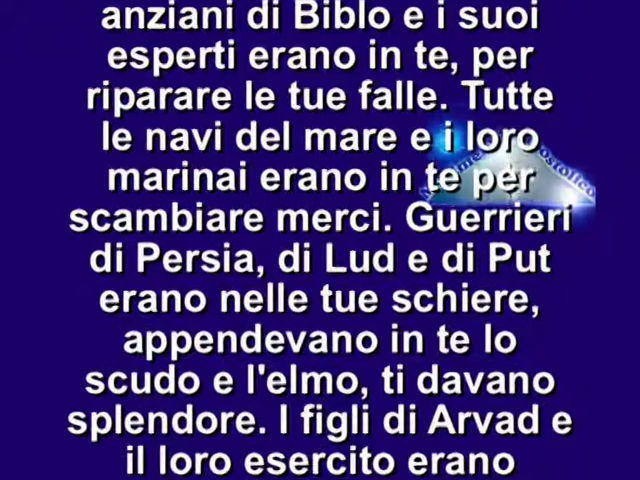 anziani di Biblo e i suoi
esperti erano in te, per
riparare le tue falle. Tutte
le navi del mare e i loro
marinai erano in te per
scambiare merci. Guerrieri
di Persia, di Lud e di Put
erano nelle tue schiere,
appendevano in te lo
scudo e l'elmo, ti davano
splendore. I figli di Arvad e
il loro esercito erano